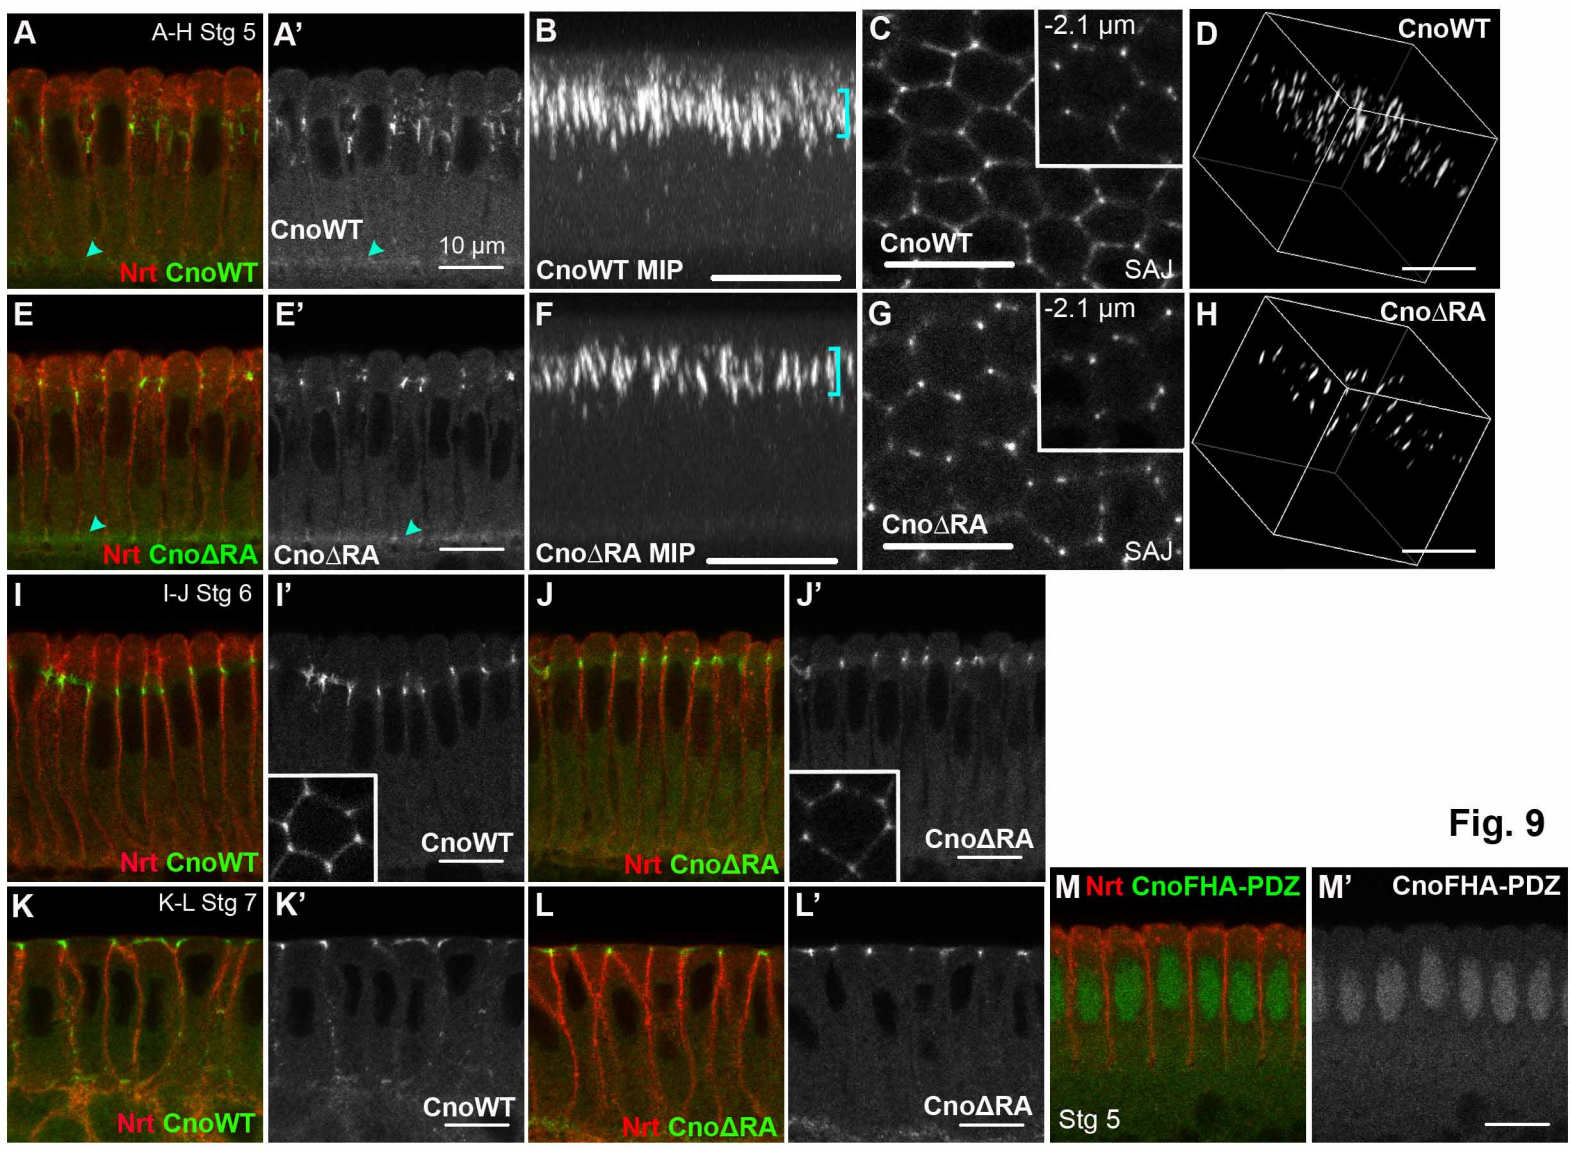 A
A-H Stg 5
Nrt CnoWT
A’
CnoWT
10 µm
B
CnoWT MIP
C
-2.1 µm
CnoWT
SAJ
D
CnoWT
E
Nrt CnoΔRA
E’
CnoΔRA
F
CnoΔRA MIP
G
-2.1 µm
CnoΔRA
SAJ
H
CnoΔRA
I
I-J Stg 6
Nrt CnoWT
I’
CnoWT
J
Nrt CnoΔRA
J’
CnoΔRA
Fig. 9
K
K-L Stg 7
Nrt CnoWT
K’
CnoWT
L
Nrt CnoΔRA
L’
CnoΔRA
M Nrt CnoFHA-PDZ
Stg 5
M’
CnoFHA-PDZ